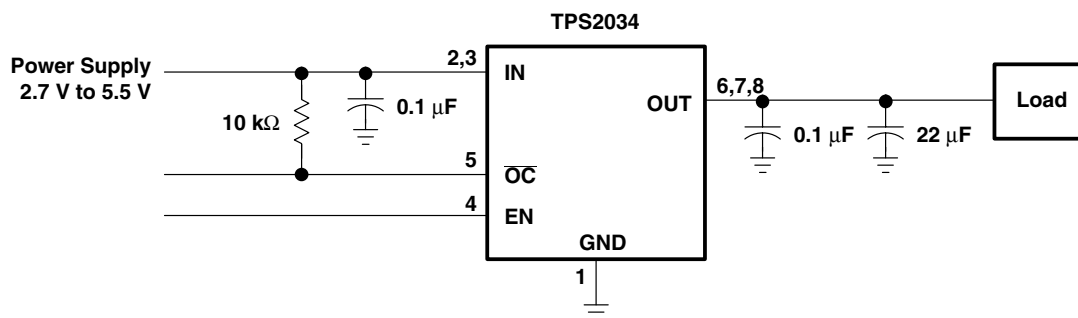 TPS2034
Power Supply
2.7 V to 5.5 V
2,3
IN
10 kΩ
0.1 μF
5
OC
4
EN
GND
1
OUT
6,7,8
0.1 μF
22 μF
Load